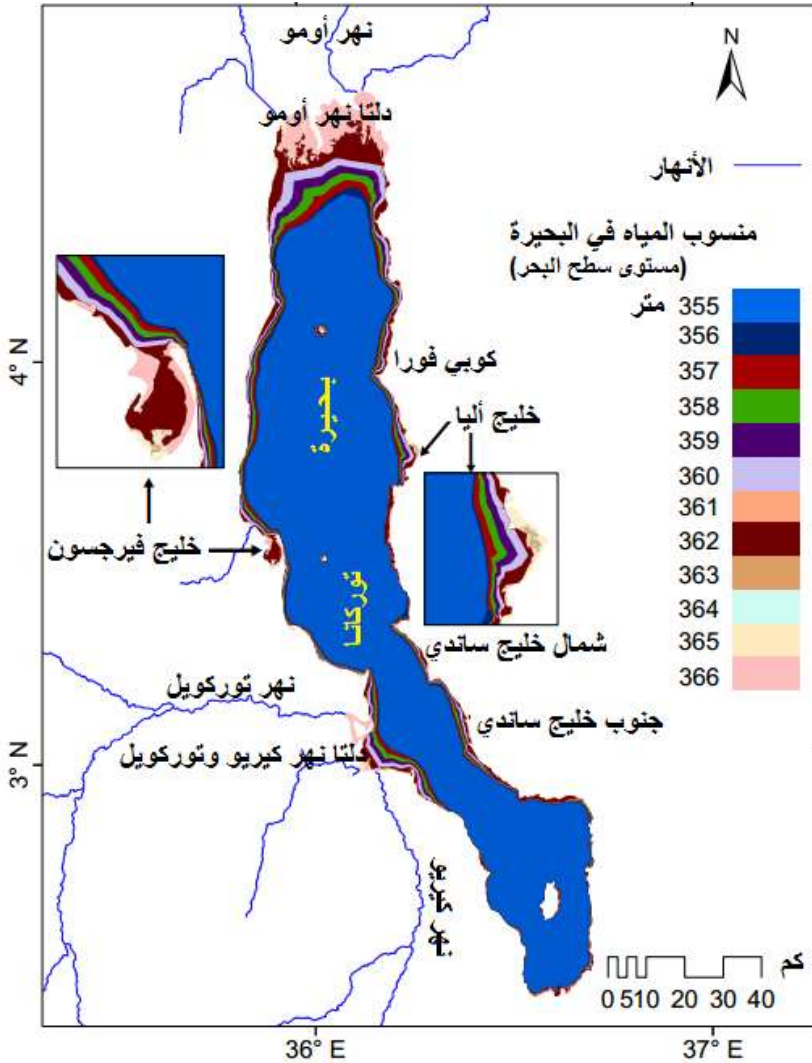 نهر أومو
دلتا نهر أومو
N
الأنهار
منسوب المياه في البحيرة
(مستوى سطح البحر)
متر
355
356
357
358
359
360
361
362
363
364
365
366
4° N
كوبي فورا
خليج أليا
بحيرة
خليج فيرجسون
توركانا
شمال خليج ساندي
نهر توركويل
جنوب خليج ساندي
دلتا نهر كيريو وتوركويل
3° N
نهر كيريو
كم
0 5 10 20 30 40
36° E
37° E